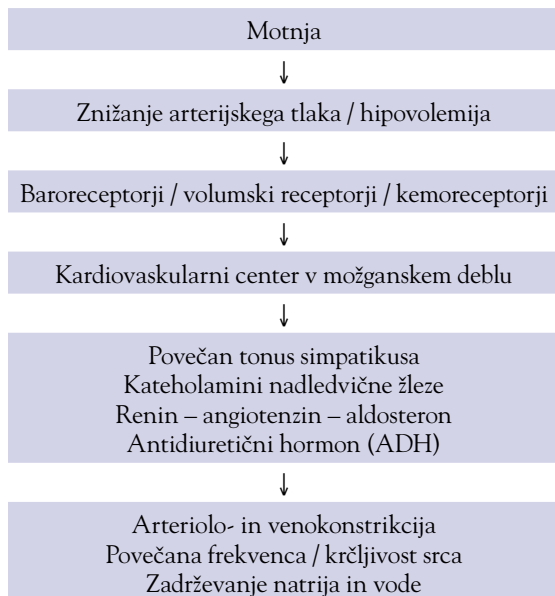 Motnja
↓
Znižanje arterijskega tlaka / hipovolemija
↓
Baroreceptorji / volumski receptorji / kemoreceptorji
↓
Kardiovaskularni center v možganskem deblu
↓
Povečan tonus simpatikusa
Kateholamini nadledvične žleze
Renin – angiotenzin – aldosteron
Antidiuretični hormon (ADH)
↓
Arteriolo- in venokonstrikcija
Povečana frekvenca / krčljivost srca
Zadrževanje natrija in vode